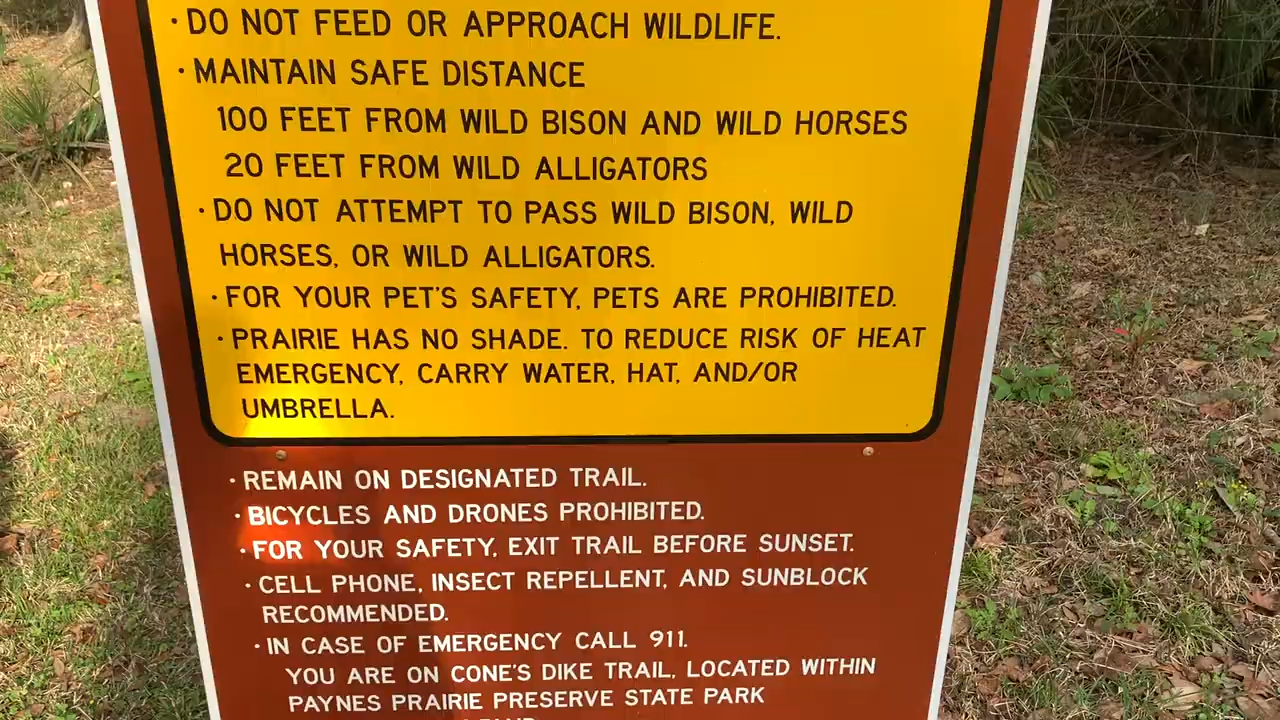 · DO NOT FEED OR APPROACH WILDLIFE.
· MAINTAIN SAFE DISTANCE
100 FEET FROM WILD BISON AND WILD HORSES
20 FEET FROM WILD ALLIGATORS
· DO NOT ATTEMPT TO PASS WILD BISON, WILD
HORSES, OR WILD ALLIGATORS.
· FOR YOUR PET'S SAFETY, PETS ARE PROHIBITED.
· PRAIRIE HAS NO SHADE. TO REDUCE RISK OF HEAT
EMERGENCY, CARRY WATER, HAT, AND/OR
UMBRELLA.
· REMAIN ON DESIGNATED TRAIL.
· BICYCLES AND DRONES PROHIBITED.
· FOR YOUR SAFETY, EXIT TRAIL BEFORE SUNSET.
· CELL PHONE, INSECT REPELLENT, AND SUNBLOCK
RECOMMENDED.
· IN CASE OF EMERGENCY CALL 911.
YOU ARE ON CONE'S DIKE TRAIL, LOCATED WITHIN
PAYNES PRAIRIE PRESERVE STATE PARK